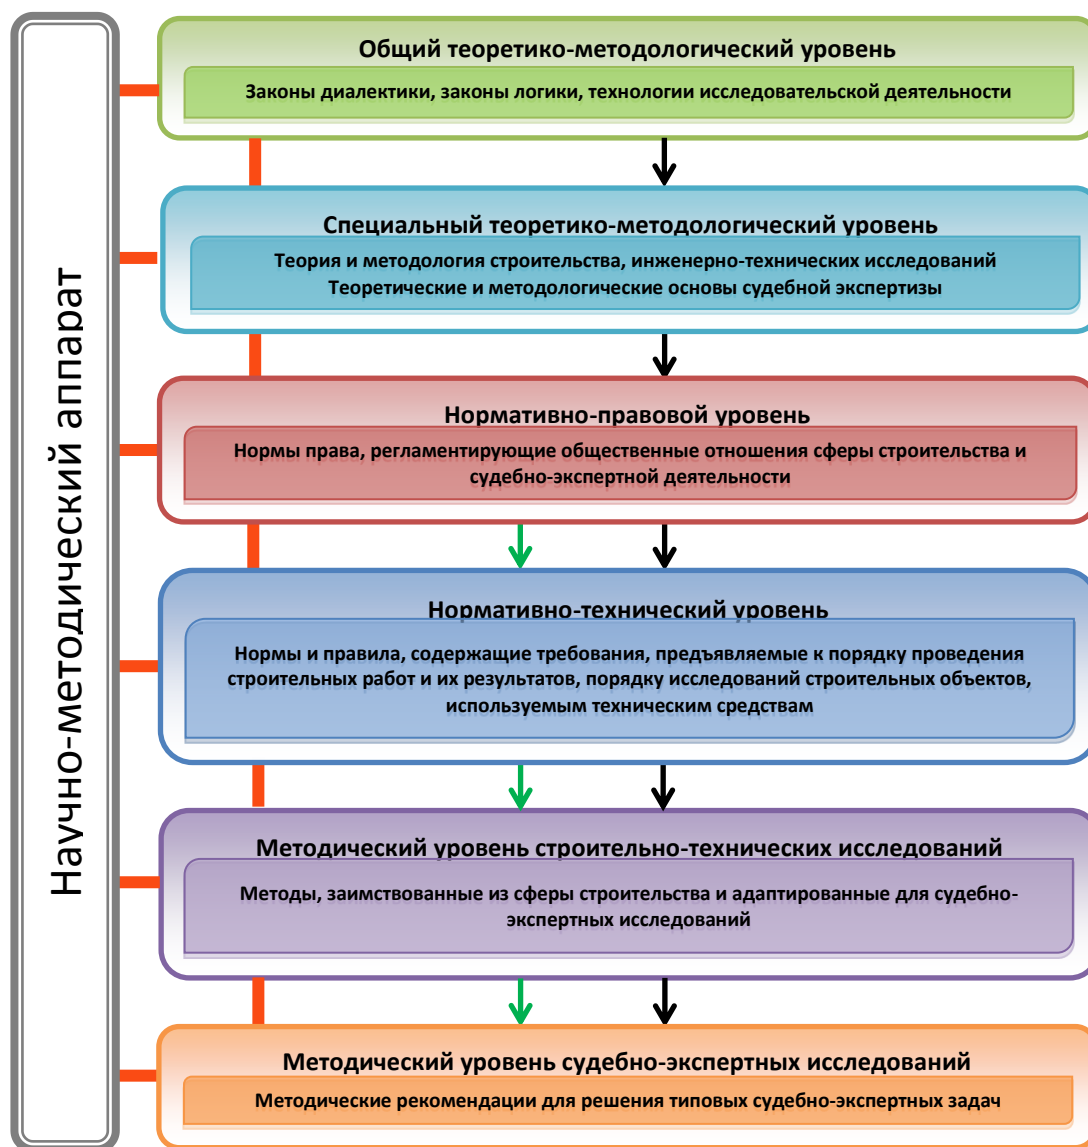 Научно-методический аппарат
Общий теоретико-методологический уровень
Законы диалектики, законы логики, технологии исследовательской деятельности
Специальный теоретико-методологический уровень
Теория и методология строительства, инженерно-технических исследований
Теоретические и методологические основы судебной экспертизы
Нормативно-правовой уровень
Нормы права, регламентирующие общественные отношения сферы строительства и
судебно-экспертной деятельности
Нормативно-технический уровень
Нормы и правила, содержащие требования, предъявляемые к порядку проведения
строительных работ и их результатов, порядку исследований строительных объектов,
используемым техническим средствам
Методический уровень строительно-технических исследований
Методы, заимствованные из сферы строительства и адаптированные для судебно-
экспертных исследований
Методический уровень судебно-экспертных исследований
Методические рекомендации для решения типовых судебно-экспертных задач